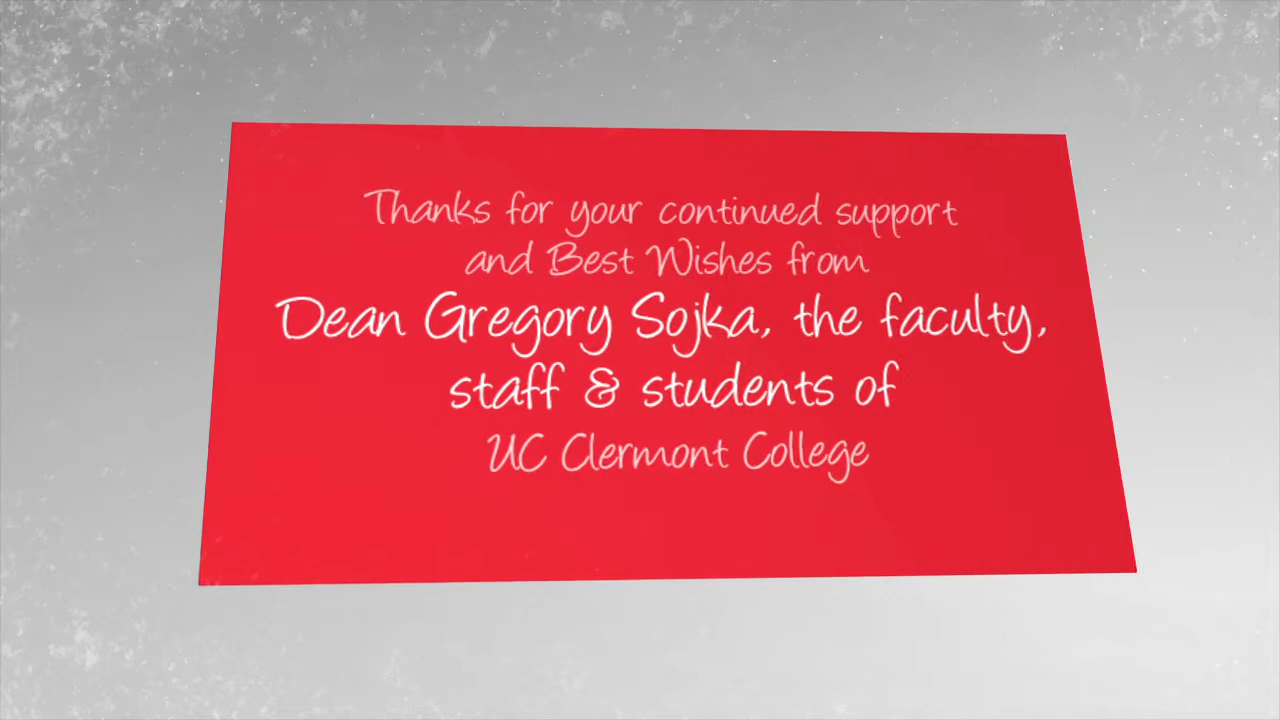 Thanks for your continued support
and Best Wishes from
Dean Gregory Sojka, the faculty,
staff & students of
UC Clermont College